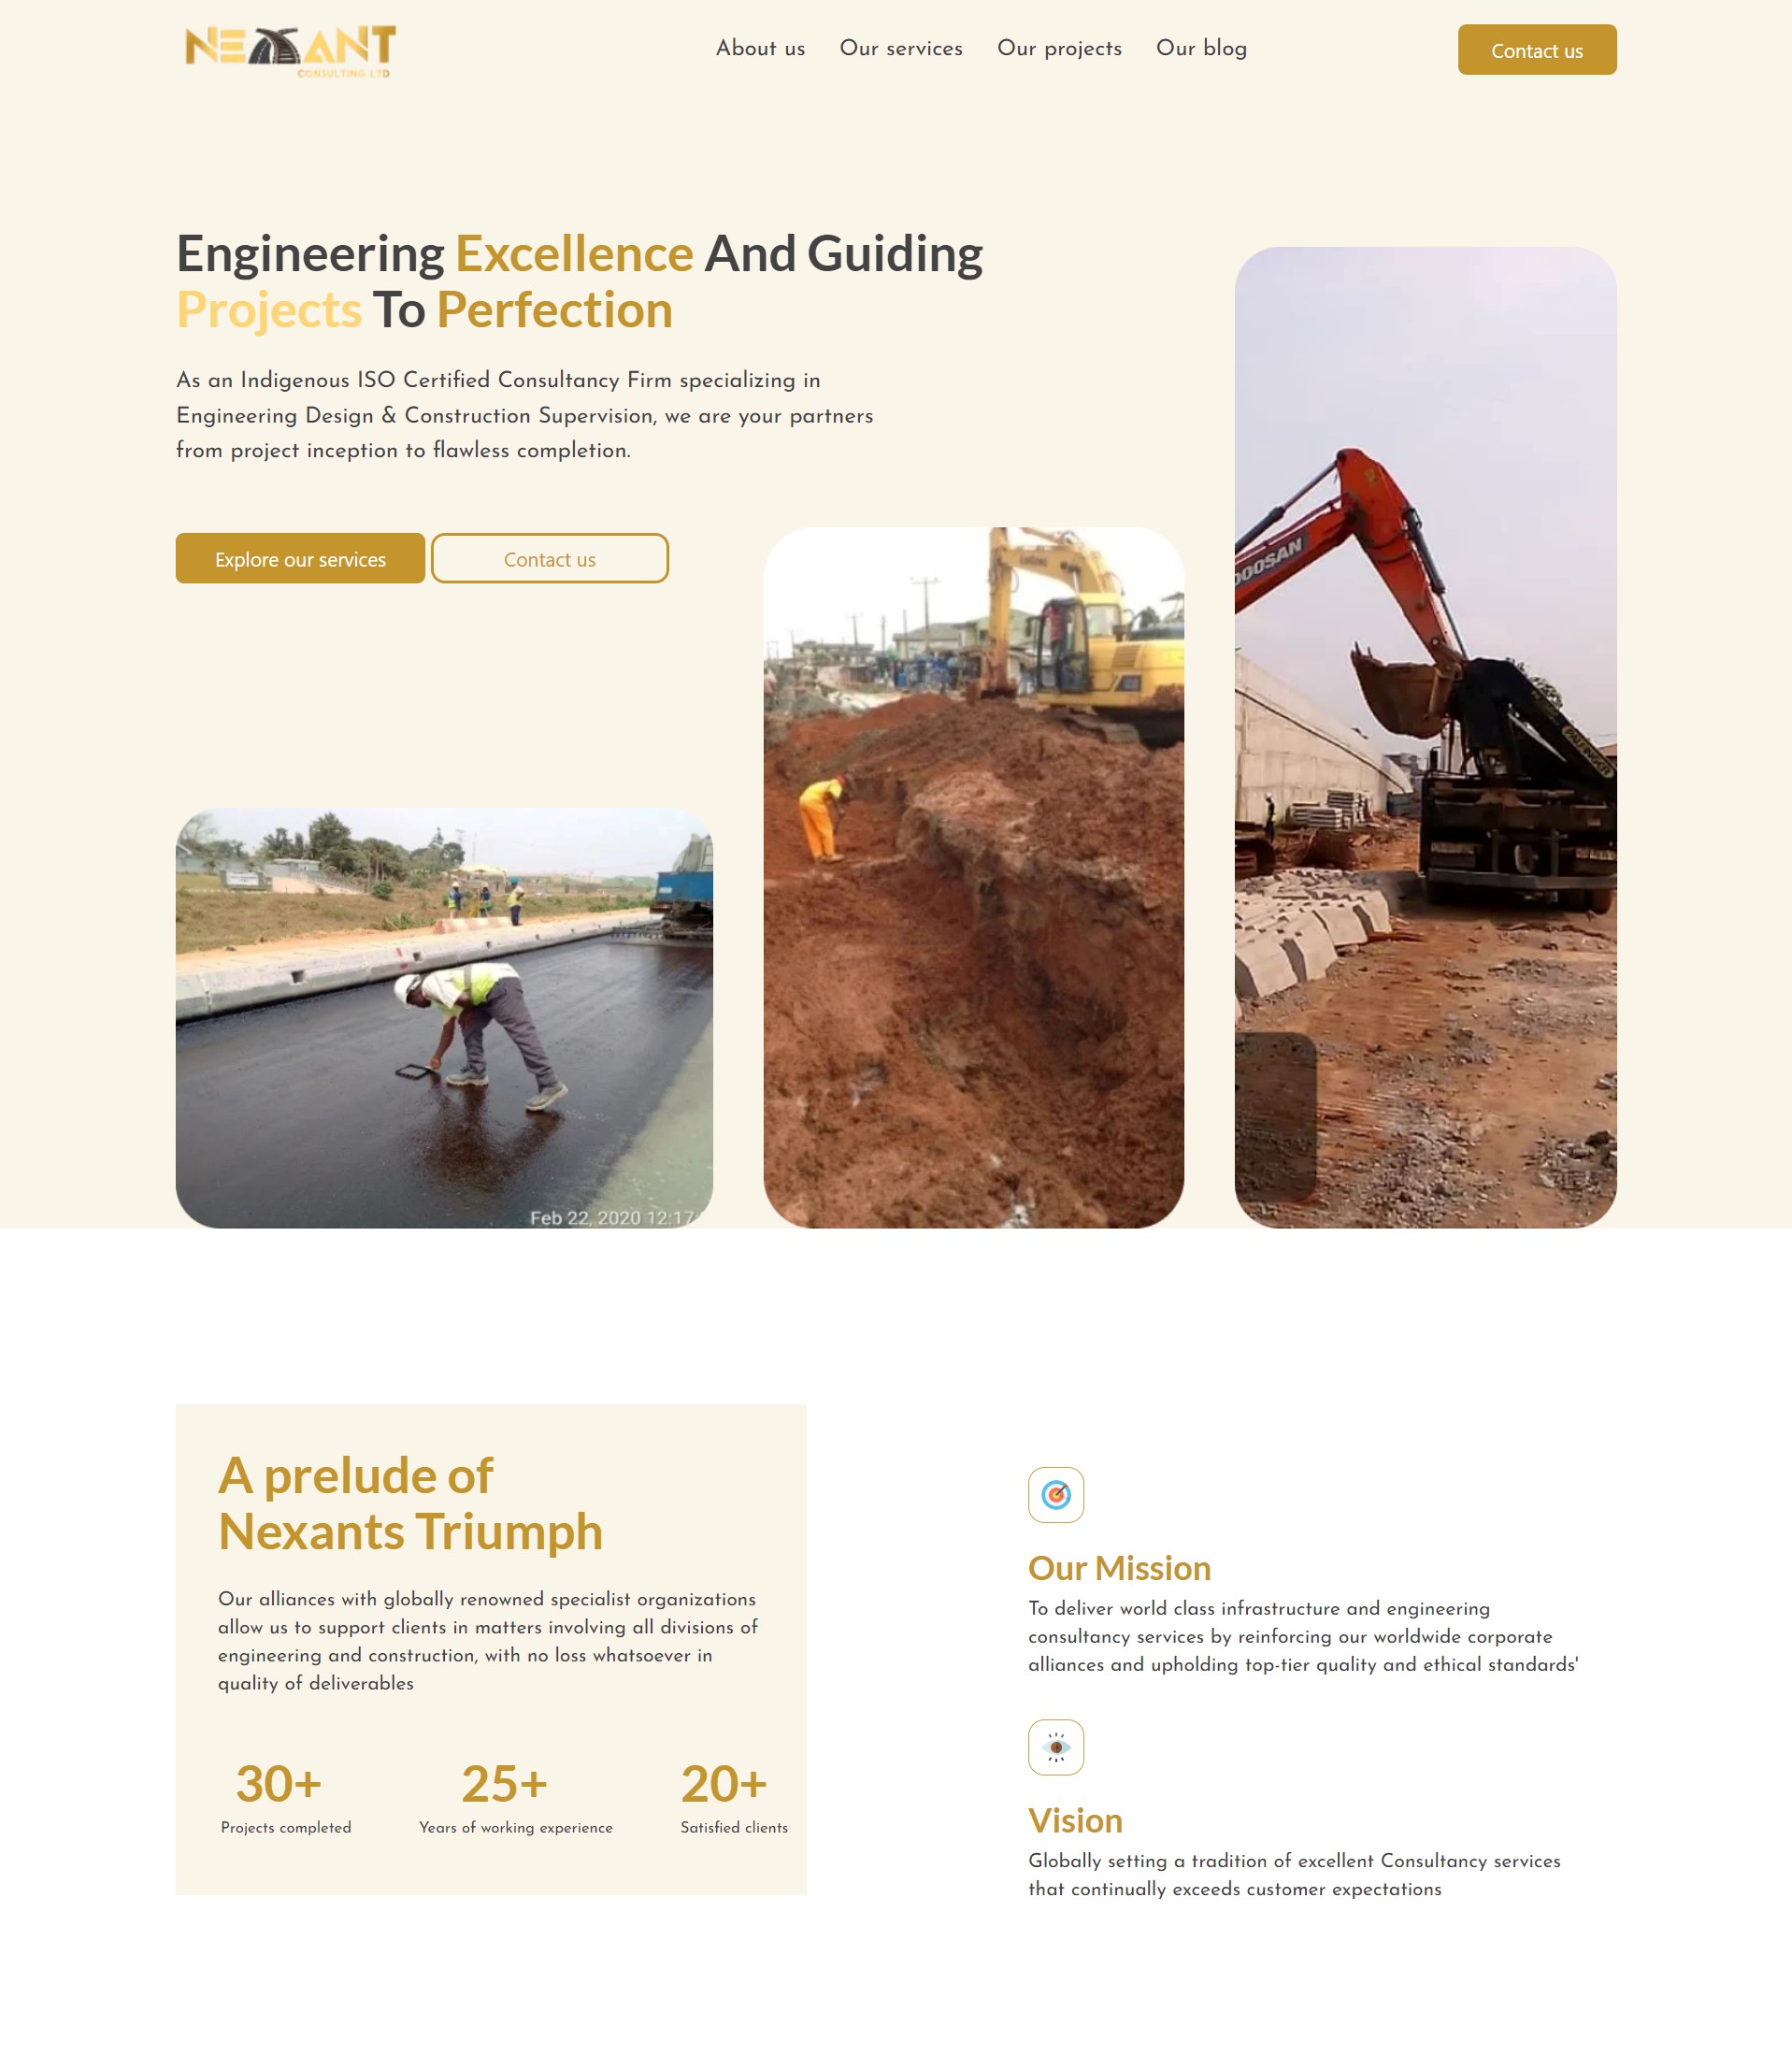 NEXANT
CONSULTING LTD
About us
Our services
Our projects
Our blog
Contact us
Engineering Excellence And Guiding
Projects To Perfection
As an Indigenous ISO Certified Consultancy Firm specializing in
Engineering Design & Construction Supervision, we are your partners
from project inception to flawless completion.
Explore our services
Contact us
DOOSAN
Feb 22, 2020 12:17
A prelude of
Nexants Triumph
Our alliances with globally renowned specialist organizations
allow us to support clients in matters involving all divisions of
engineering and construction, with no loss whatsoever in
quality of deliverables
30+
Projects completed
25+
Years of working experience
20+
Satisfied clients
Our Mission
To deliver world class infrastructure and engineering
consultancy services by reinforcing our worldwide corporate
alliances and upholding top-tier quality and ethical standards'
Vision
Globally setting a tradition of excellent Consultancy services
that continually exceeds customer expectations